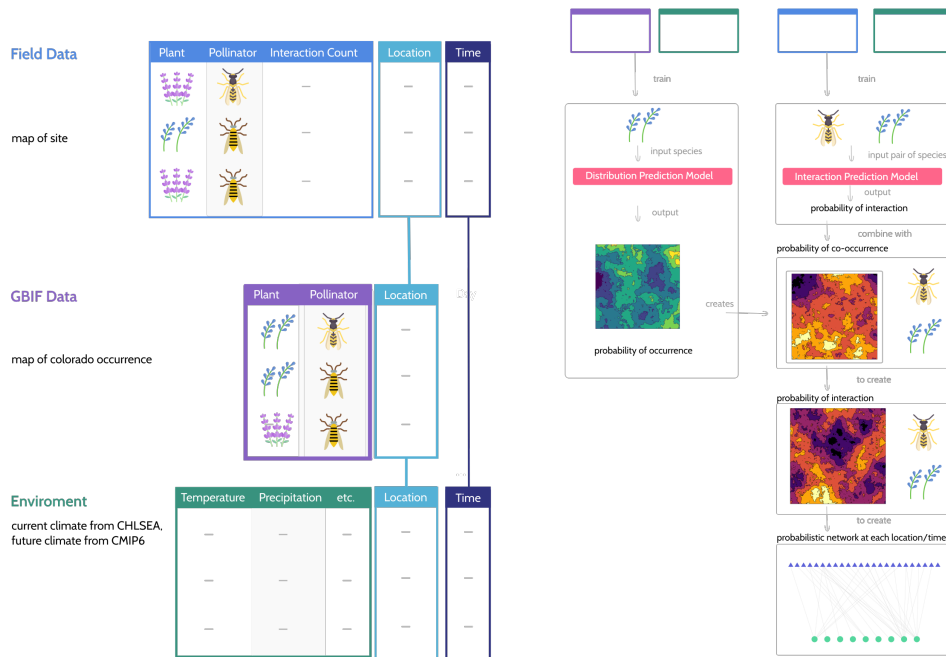 Field Data
Plant Pollinator Interaction Count Location Time
map of site
GBIF Data
Plant Pollinator Location
map of colorado occurrence
Enviroment
Temperature Precipitation etc. Location Time
current climate from CHLSEA,
future climate from CMIP6
train
input species
Distribution Prediction Model
output
probability of occurrence
creates
train
input pair of species
Interaction Prediction Model
output
probability of interaction
combine with
probability of co-occurrence
to create
probability of interaction
to create
probabilistic network at each location/time